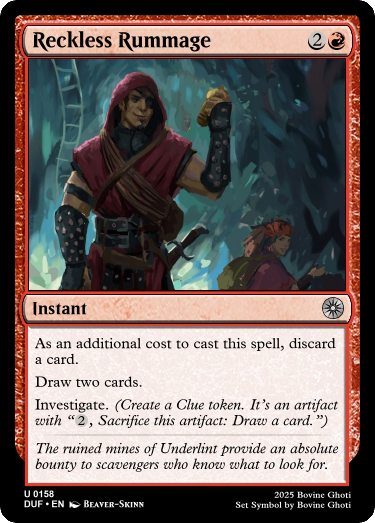 Reckless Rummage 2
Instant
As an additional cost to cast this spell, discard
a card.
Draw two cards.
Investigate. (Create a Clue token. It's an artifact
with “2, Sacrifice this artifact: Draw a card.”)
The ruined mines of Underlint provide an absolute
bounty to scavengers who know what to look for.
U 0158
DUF • EN Beaver-Skinn
2025 Bovine Ghoti
Set Symbol by Bovine Ghoti